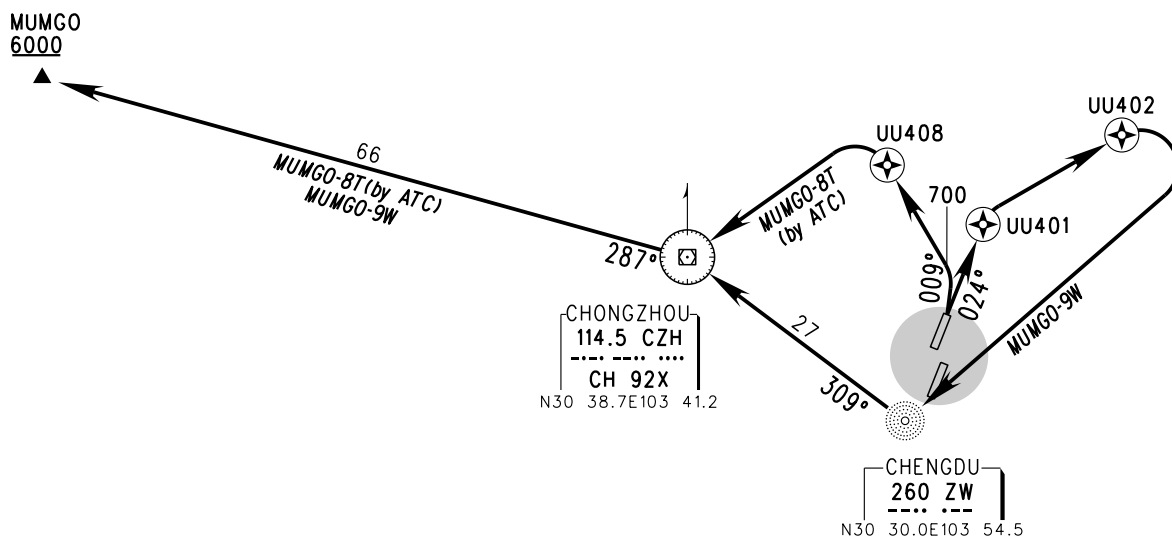 MUMGO
6000
66
MUMGO-8T(by ATC)
MUMGO-9W
287°
UU408
UU402
700
UU401
MUMGO-8T
(by ATC)
009°
024°
MUMGO-9W
27
309°
CHONGZHOU
114.5 CZH
CH 92X
N30 38.7E103 41.2
CHENGDU
260 ZW
N30 30.0E103 54.5